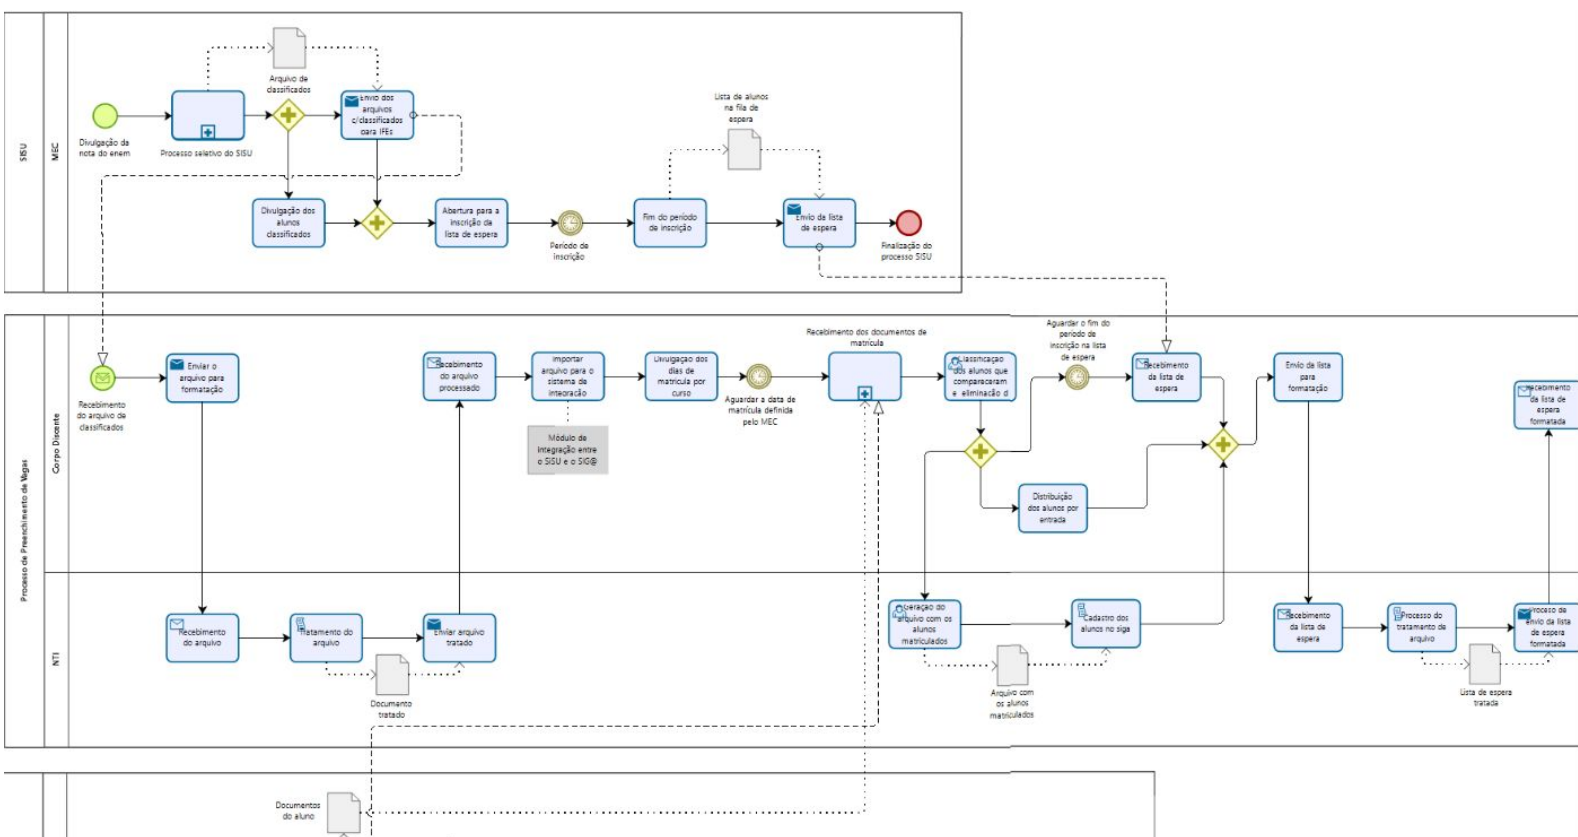 SISU
MEC
Divulgação da
nota do enem
Processo seletivo do SISU
Arquivo de
classificados
Envio dos
arquivos
c/classificados
para IFEs
Divulgação dos
alunos
classificados
Abertura para a
inscrição da
lista de espera
Período de
inscrição
Fim do período
de inscrição
Lista de alunos
na fila de
espera
Envio da lista
de espera
Finalização do
processo SISU
Processo de Preenchimento de Vagas
Corpo Discente
Recebimento
do arquivo de
classificados
Enviar o
arquivo para
formatação
Recebimento
do arquivo
processado
Importar
arquivo para o
sistema de
integração
Módulo de
integração entre
o SISU e o SIG@
Divulgação dos
dias de
matrícula por
curso
Aguardar a data de
matrícula definida
pelo MEC
Recebimento dos documentos de
matrícula
Classificação
dos alunos que
compareceram
e eliminação d
Aguardar o fim do
período de
inscrição na lista
de espera
Recebimento
da lista de
espera
Distribuição
dos alunos por
entrada
Envio da lista
para
formatação
Recebimento
da lista de
espera
formatada
NTI
Recebimento
do arquivo
Tratamento do
arquivo
Enviar arquivo
tratado
Documento
tratado
Geração do
arquivo com os
alunos
matriculados
Cadastro dos
alunos no siga
Arquivo com
os alunos
matriculados
Recebimento
da lista de
espera
Processo do
tratamento de
arquivo
Proceso de
envio da lista
de espera
formatada
Lista de espera
tratada
Documentos
do aluno